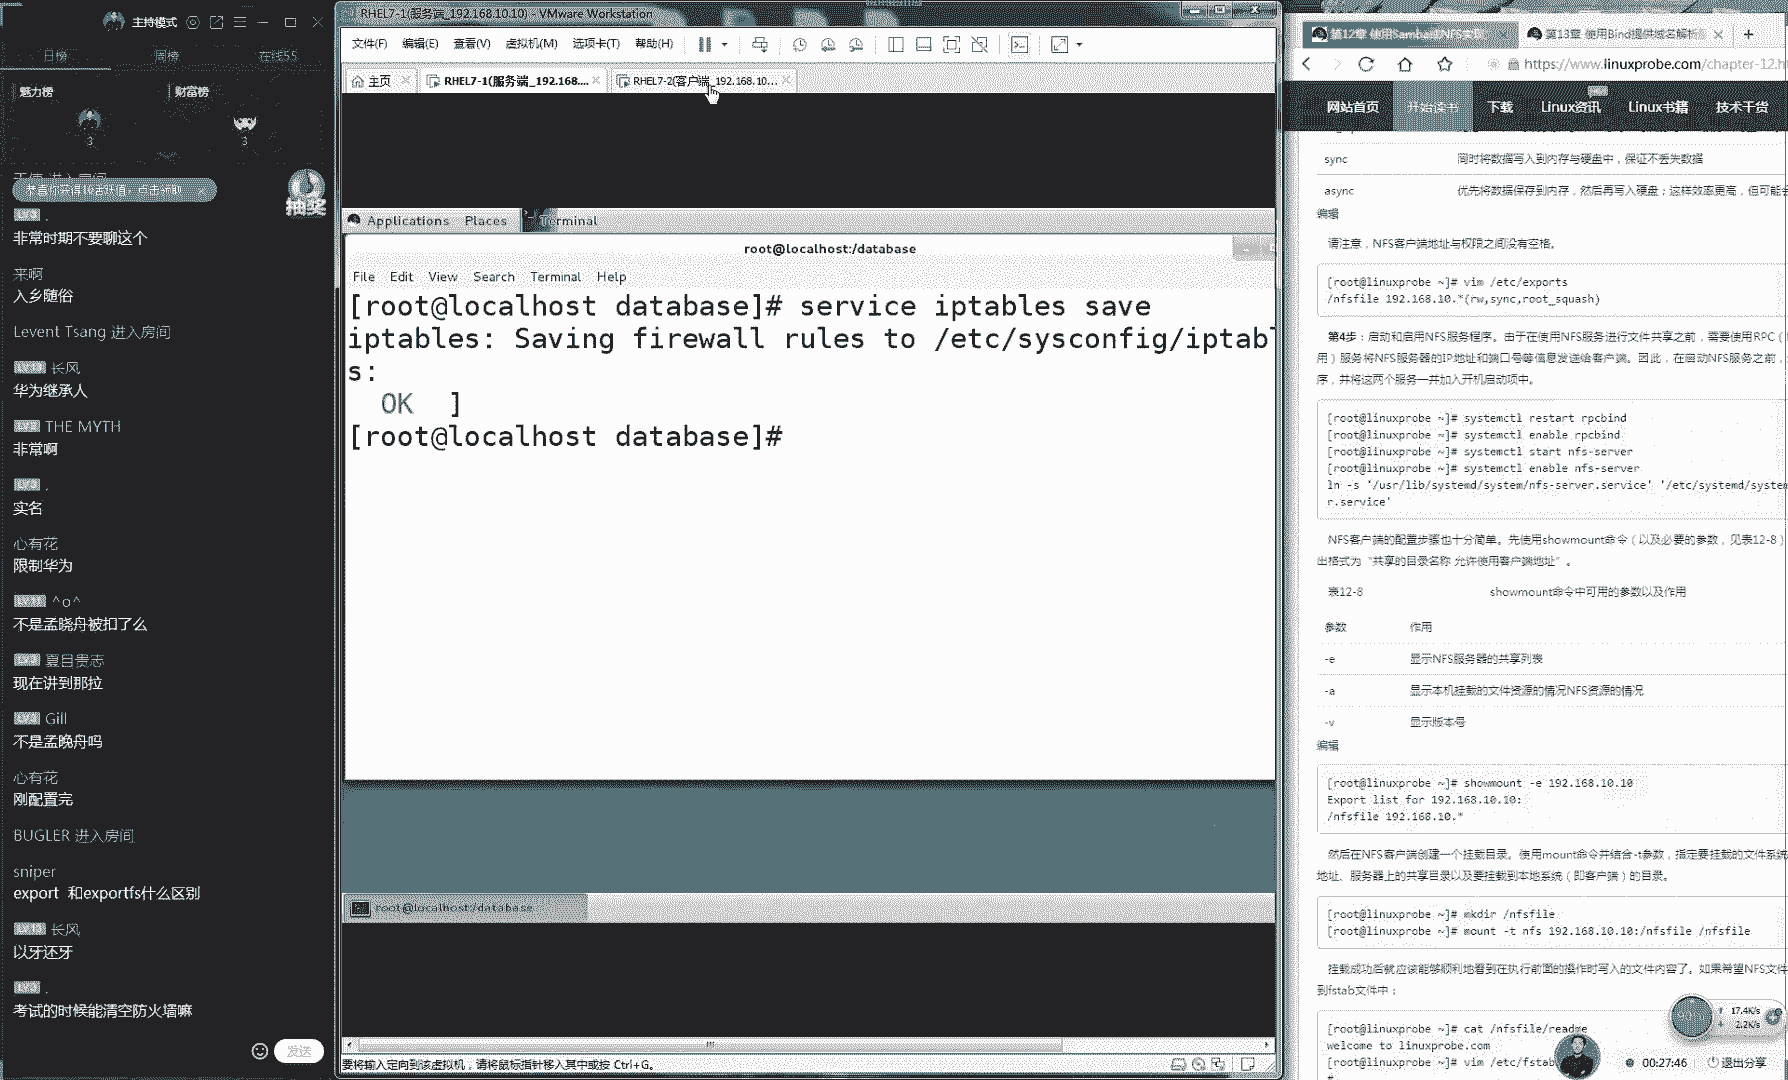 主持模式
日榜 周榜 在线55
魅力榜 财富榜
3 3
抽奖
非常时期不要聊这个
来啊
入乡随俗
Levent Tsang 进入房间
长风
华为继承人
THE MYTH
非常啊
实名
心有花
限制华为
^o^
不是孟晓舟被扣了么
夏目贵志
现在讲到那拉
Gill
不是孟晚舟吗
心有花
刚配置完
BUGLER 进入房间
sniper
export 和exportfs什么区别
长风
以牙还牙
考试的时候能清空防火墙嘛
发送
RHEL7-1(服务端_192.168.10.10) - VMware Workstation
文件(F) 编辑(E) 查看(V) 虚拟机(M) 选项卡(T) 帮助(H)
主页 RHEL7-1(服务端_192.168.... RHEL7-2(客户端_192.168.10...
Applications Places Terminal
root@localhost:/database
File Edit View Search Terminal Help
[root@localhost database]# service iptables save
iptables: Saving firewall rules to /etc/sysconfig/iptabl
s:
OK ]
[root@localhost database]#
root@localhost:/database
要将输入定向到该虚拟机，请将鼠标指针移入其中或按 Ctrl+G。
第12章 使用Samba或NFS实现 第13章 使用Bind提供域名解析服
https://www.linuxprobe.com/chapter-12.h
网站首页 开始读书 下载 Linux资讯 Linux书籍 技术干货
sync 同时将数据写入到内存与硬盘中，保证不丢失数据
async 优先将数据保存到内存，然后再写入硬盘；这样效率更高，但可能会
编辑
请注意，NFS客户端地址与权限之间没有空格。
[root@linuxprobe ~]# vim /etc/exports
/nfsfile 192.168.10.*(rw,sync,root_squash)
第4步：启动和启用NFS服务程序。由于在使用NFS服务进行文件共享之前，需要使用RPC（
用）服务将NFS服务器的IP地址和端口号等信息发送给客户端。因此，在启动NFS服务之前，
序，并将这两个服务一并加入开机启动项中。
[root@linuxprobe ~]# systemctl restart rpcbind
[root@linuxprobe ~]# systemctl enable rpcbind
[root@linuxprobe ~]# systemctl start nfs-server
[root@linuxprobe ~]# systemctl enable nfs-server
ln -s '/usr/lib/systemd/system/nfs-server.service' '/etc/systemd/system
r.service'
NFS客户端的配置步骤也十分简单。先使用showmount命令（以及必要的参数，见表12-8）
出格式为“共享的目录名称 允许使用客户端地址”。
表12-8 showmount命令中可用的参数以及作用
参数 作用
-e 显示NFS服务器的共享列表
-a 显示本机挂载的文件资源的情况NFS资源的情况
-v 显示版本号
编辑
[root@linuxprobe ~]# showmount -e 192.168.10.10
Export list for 192.168.10.10:
/nfsfile 192.168.10.*
然后在NFS客户端创建一个挂载目录。使用mount命令并结合-t参数，指定要挂载的文件系统
地址、服务器上的共享目录以及要挂载到本地系统（即客户端）的目录。
[root@linuxprobe ~]# mkdir /nfsfile
[root@linuxprobe ~]# mount -t nfs 192.168.10.10:/nfsfile /nfsfile
挂载成功后就应该能够顺利地看到在执行前面的操作时写入的文件内容了。如果希望NFS文件
到fstab文件中：
[root@linuxprobe ~]# cat /nfsfile/readme
welcome to linuxprobe.com
[root@linuxprobe ~]# vim /etc/fstab
#
17.4K/s
2.2K/s
00:27:46 退出分享